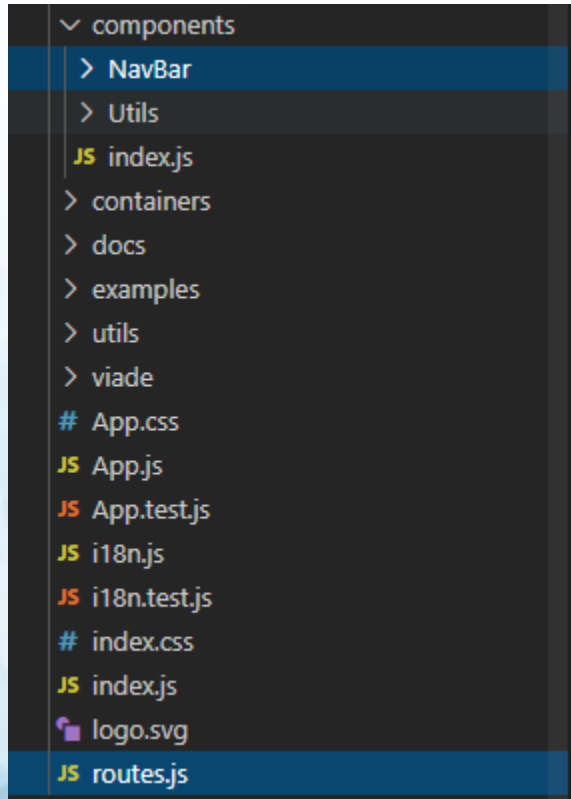 components
NavBar
Utils
JS index.js
containers
docs
examples
utils
viade
# App.css
JS App.js
JS App.test.js
JS i18n.js
JS i18n.test.js
# index.css
JS index.js
logo.svg
JS routes.js